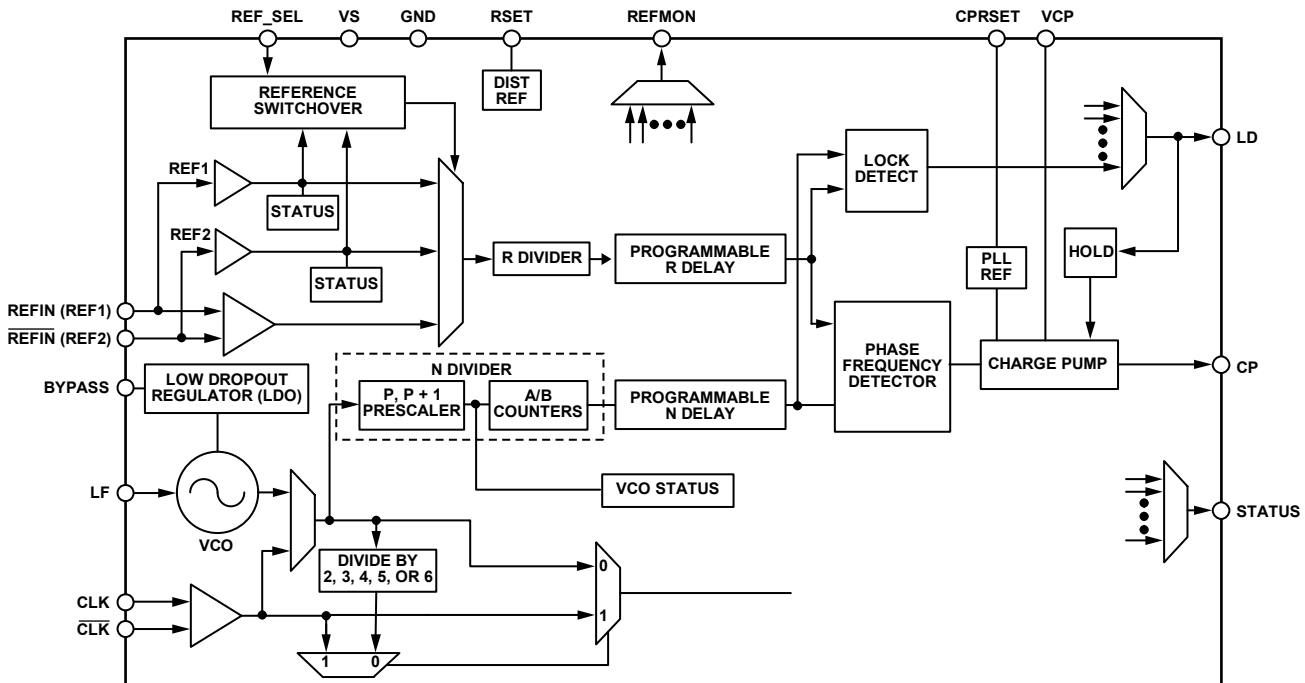 REF_SEL VS GND RSET REFMON CPRSET VCP
REFERENCE
SWITCHOVER
DIST
REF
REF1
STATUS
REF2
STATUS
R DIVIDER
PROGRAMMABLE
R DELAY
LOCK
DETECT
LD
PLL
REF
HOLD
REFIN (REF1)
REFIN (REF2)
BYPASS
LOW DROPOUT
REGULATOR (LDO)
N DIVIDER
P, P + 1
PRESCALER
A/B
COUNTERS
PROGRAMMABLE
N DELAY
PHASE
FREQUENCY
DETECTOR
CHARGE PUMP
CP
LF
VCO
VCO STATUS
STATUS
DIVIDE BY
2, 3, 4, 5, OR 6
0
1
CLK
CLK
1 0